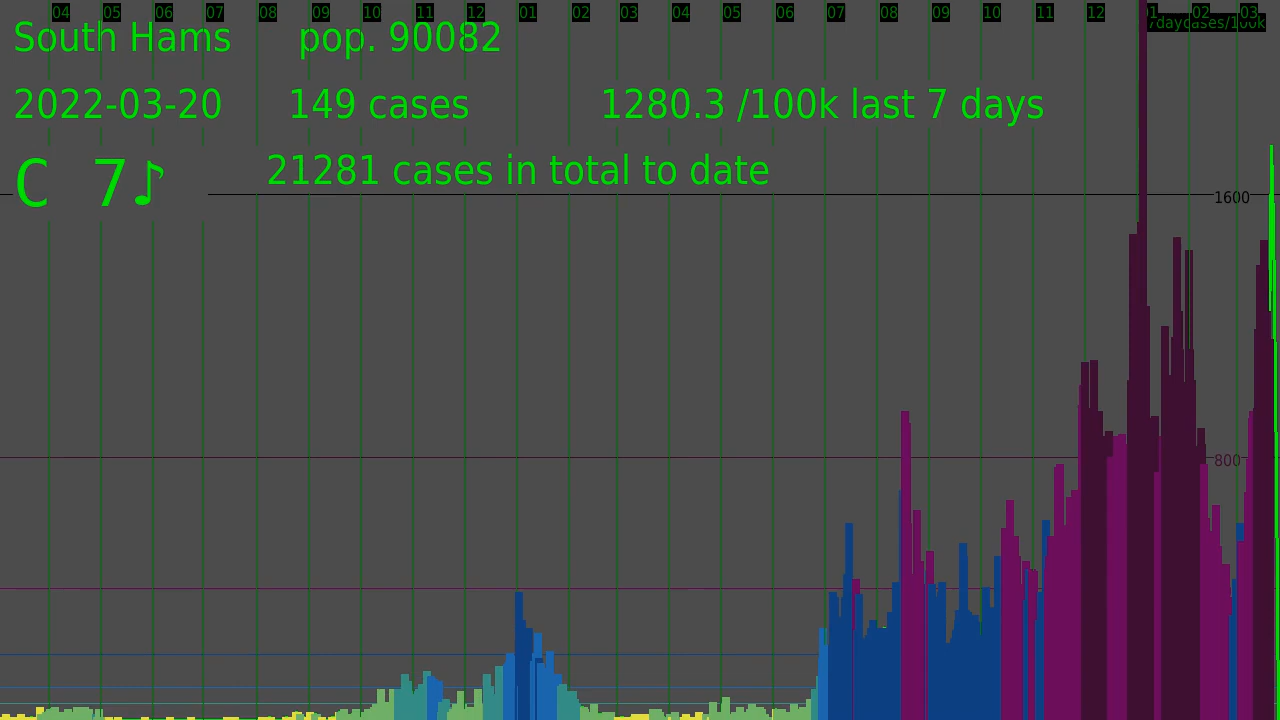 04 05 06 07 08 09 10 11 12 01 02 03 04 05 06 07 08 09 10 11 12 1 02 03
7daycases/100k
South Hams pop. 90082
2022-03-20 149 cases 1280.3 /100k last 7 days
C 7♪ 21281 cases in total to date
1600
800